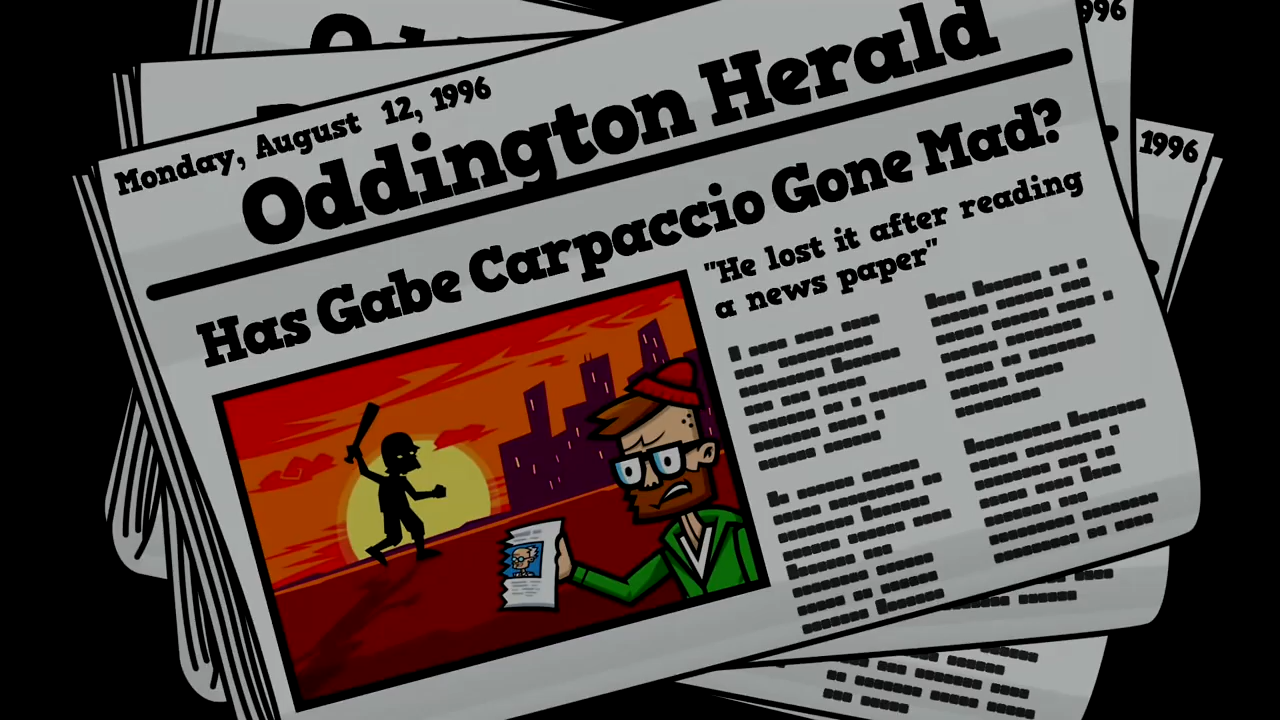 Monday, August 12, 1996
Oddington Herald
Has Gabe Carpaccio Gone Mad?
"He lost it after reading
a news paper"
1996